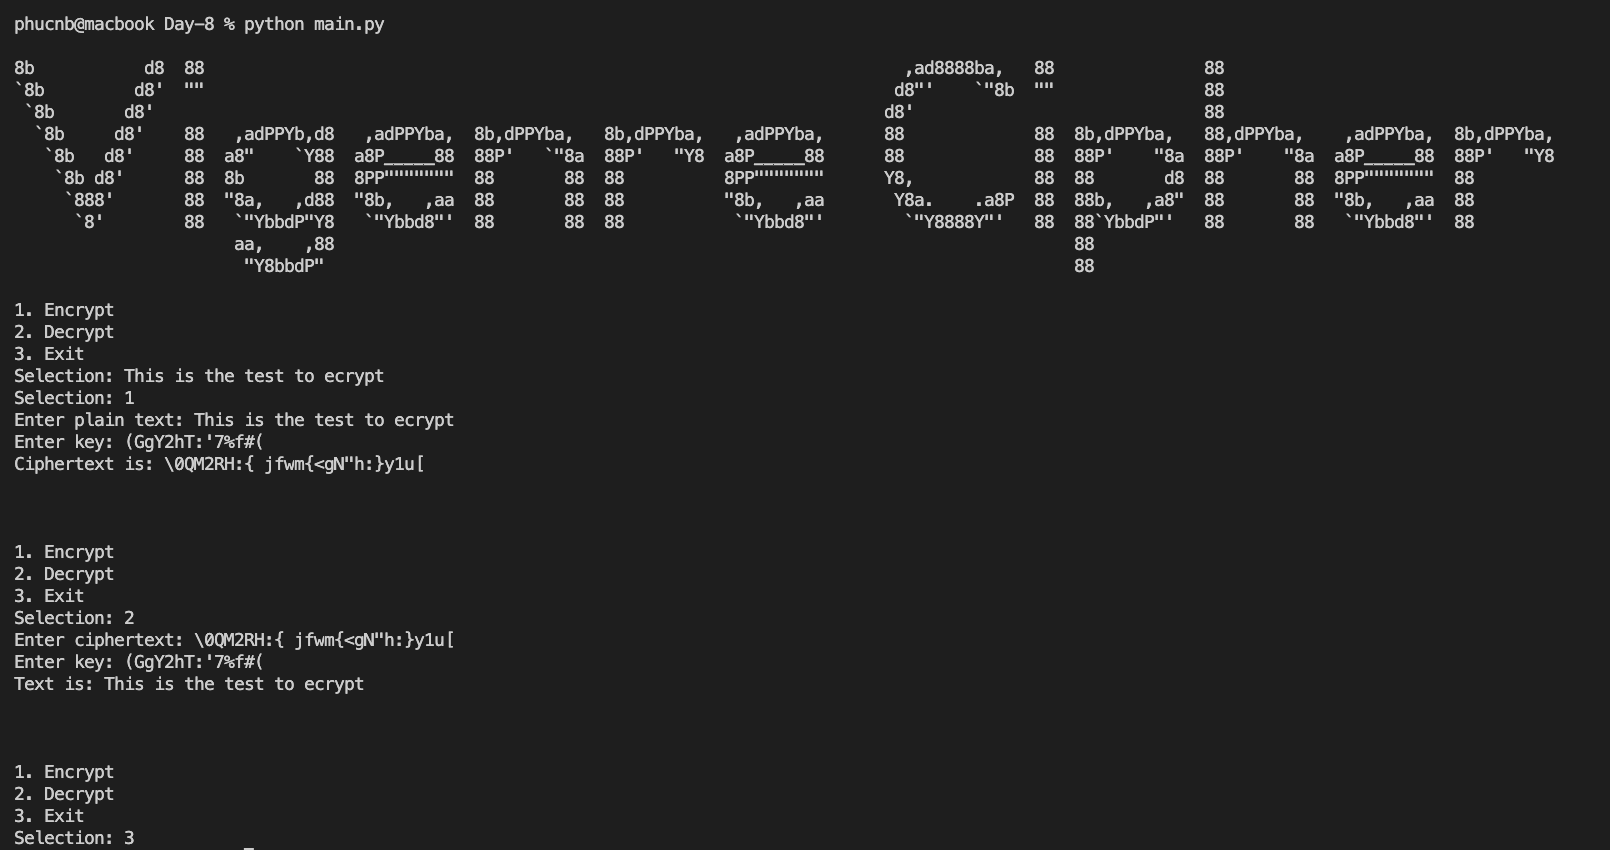 phucnb@macbook Day-8 % python main.py
8b           d8  88                                                                      ,ad8888ba,   88               88
`8b         d8'  ""                                                                     d8"'    `"8b  ""               88
 `8b       d8'                                                                         d8'                             88
  `8b     d8'    88   ,adPPYb,d8   ,adPPYba,  8b,dPPYba,   8b,dPPYba,   ,adPPYba,      88             88  8b,dPPYba,   88,dPPYba,    ,adPPYba,  8b,dPPYba,
   `8b   d8'     88  a8"    `Y88  a8P_____88  88P'   `"8a  88P'   "Y8  a8P_____88      88             88  88P'    "8a  88P'    "8a  a8P_____88  88P'   "Y8
    `8b d8'      88  8b       88  8PP"""""""  88       88  88          8PP"""""""      Y8,            88  88       d8  88       88  8PP"""""""  88
     `888'       88  "8a,   ,d88  "8b,   ,aa  88       88  88          "8b,   ,aa       Y8a.    .a8P  88  88b,   ,a8"  88       88  "8b,   ,aa  88
      `8'        88   `"YbbdP"Y8   `"Ybbd8"'  88       88  88           `"Ybbd8"'        `"Y8888Y"'   88  88`YbbdP"'   88       88   `"Ybbd8"'  88
                      aa,    ,88                                                                          88
                       "Y8bbdP"                                                                           88
1. Encrypt
2. Decrypt
3. Exit
Selection: This is the test to ecrypt
Selection: 1
Enter plain text: This is the test to ecrypt
Enter key: (GgY2hT:'7%f#(
Ciphertext is: \0QM2RH:{ jfwm{<gN"h:}y1u[
1. Encrypt
2. Decrypt
3. Exit
Selection: 2
Enter ciphertext: \0QM2RH:{ jfwm{<gN"h:}y1u[
Enter key: (GgY2hT:'7%f#(
Text is: This is the test to ecrypt
1. Encrypt
2. Decrypt
3. Exit
Selection: 3